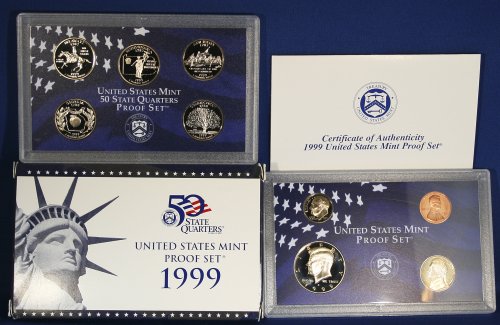 UNITED STATES MINT
50 STATE QUARTERS
PROOF SET
Certificate of Authenticity
1999 United States Mint Proof Set
50
STATE
QUARTERS
UNITED STATES MINT
PROOF SET
1999
UNITED STATES MINT
PROOF SET